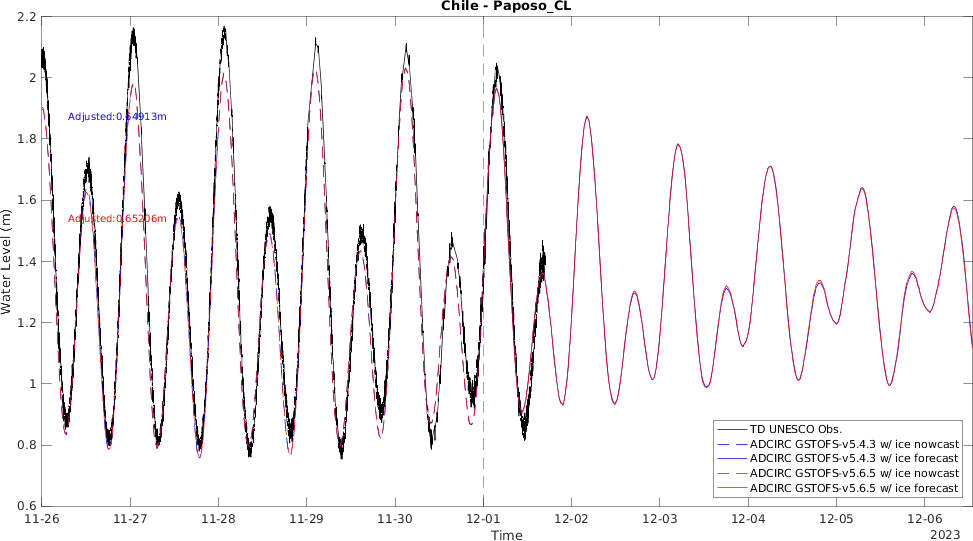 Chile - Paposo_CL
2.2
2
1.8
1.6
1.4
1.2
1
0.8
0.6
Water Level (m)
Adjusted:0.64913m
Adjusted:0.65206m
TD UNESCO Obs.
ADCIRC GSTOFS-v5.4.3 w/ ice nowcast
ADCIRC GSTOFS-v5.4.3 w/ ice forecast
ADCIRC GSTOFS-v5.6.5 w/ ice nowcast
ADCIRC GSTOFS-v5.6.5 w/ ice forecast
11-26 11-27 11-28 11-29 11-30 12-01 12-02 12-03 12-04 12-05 12-06
Time
2023